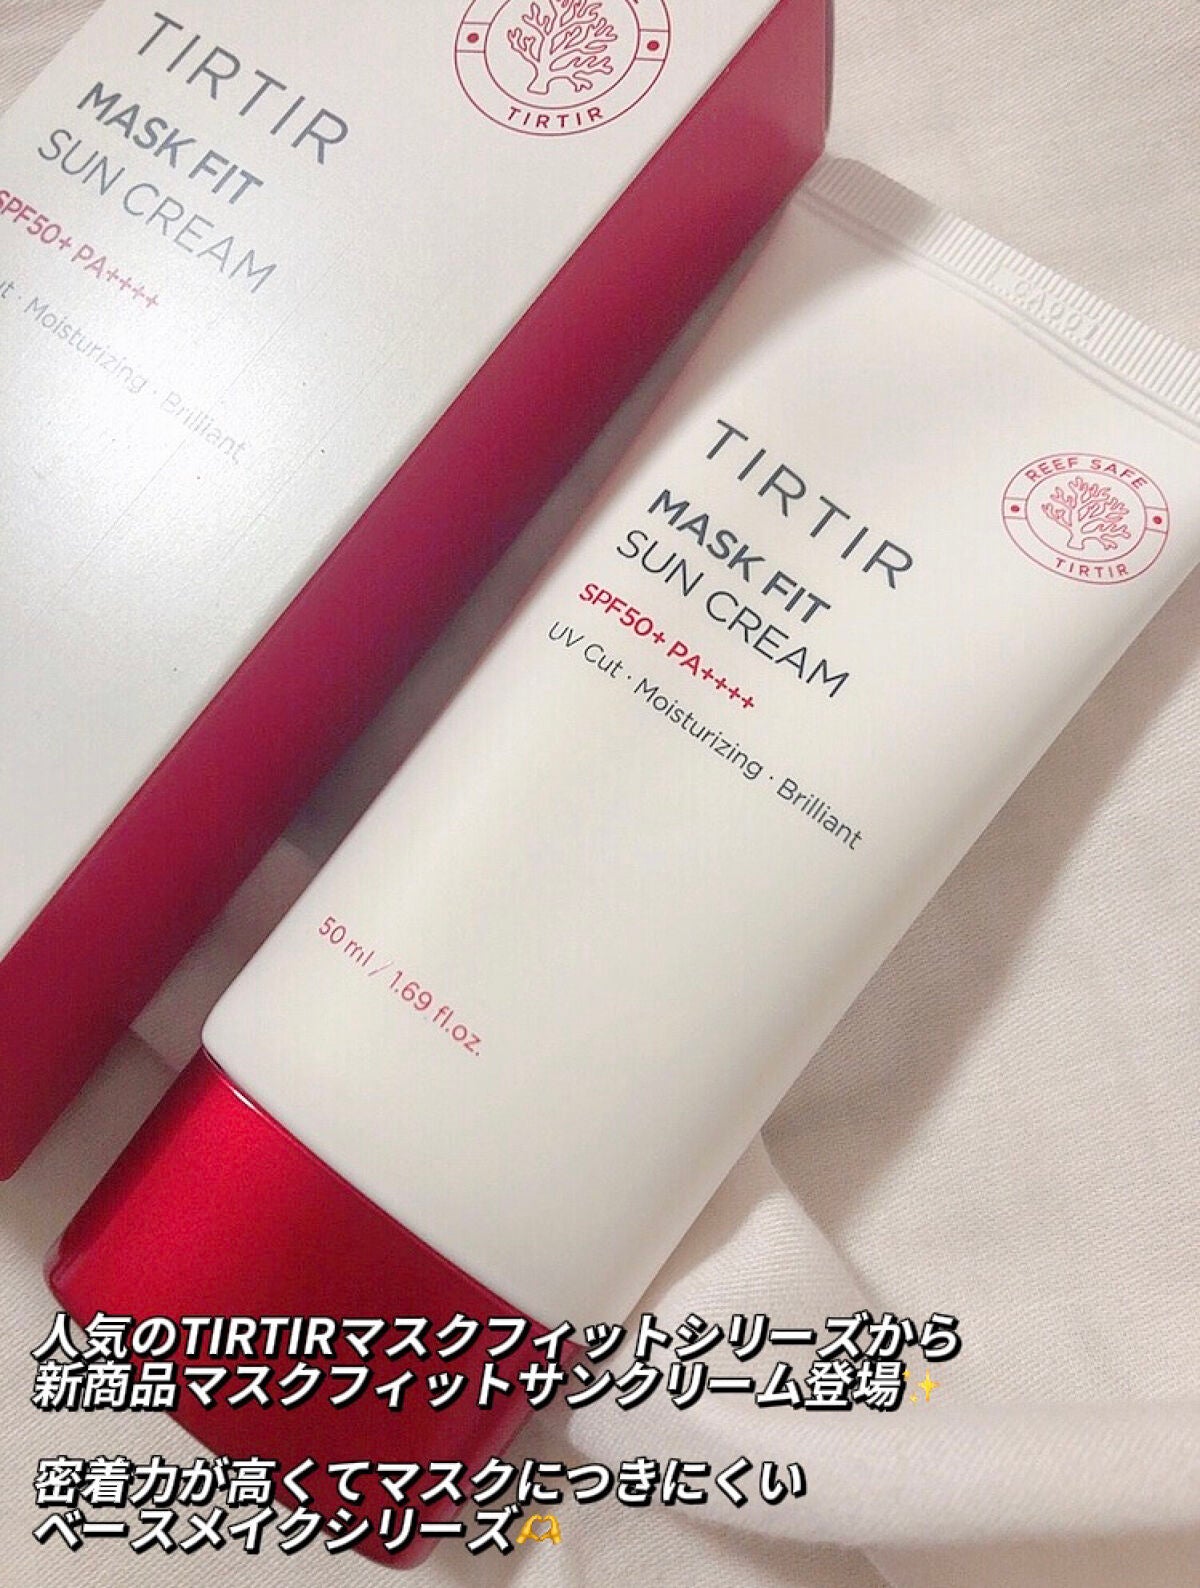 TIRTIR
MASK FIT
SUN CREAM
SPF50+ PA++++
Moisturizing · Brilliant
TIRTIR
TIRTIR
MASK FIT
SUN CREAM
SPF50+ PA++++
UV Cut · Moisturizing · Brilliant
REEF SAFE
TIRTIR
50 ml / 1.69 fl.oz.
人気のTIRTIRマスクフィットシリーズから
新商品マスクフィットサンクリーム登場✨
密着力が高くてマスクにつきにくい
ベースメイクシリーズ🫶